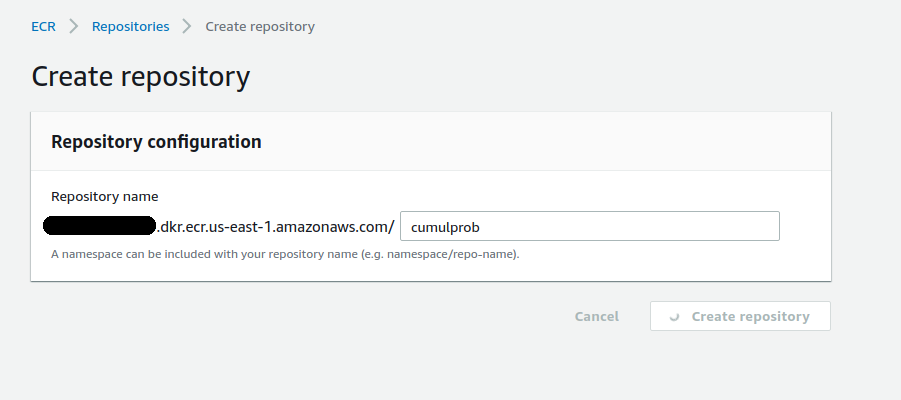 ECR > Repositories > Create repository
Create repository
Repository configuration
Repository name
.dkr.ecr.us-east-1.amazonaws.com/ cumulprob
A namespace can be included with your repository name (e.g. namespace/repo-name).
Cancel Create repository